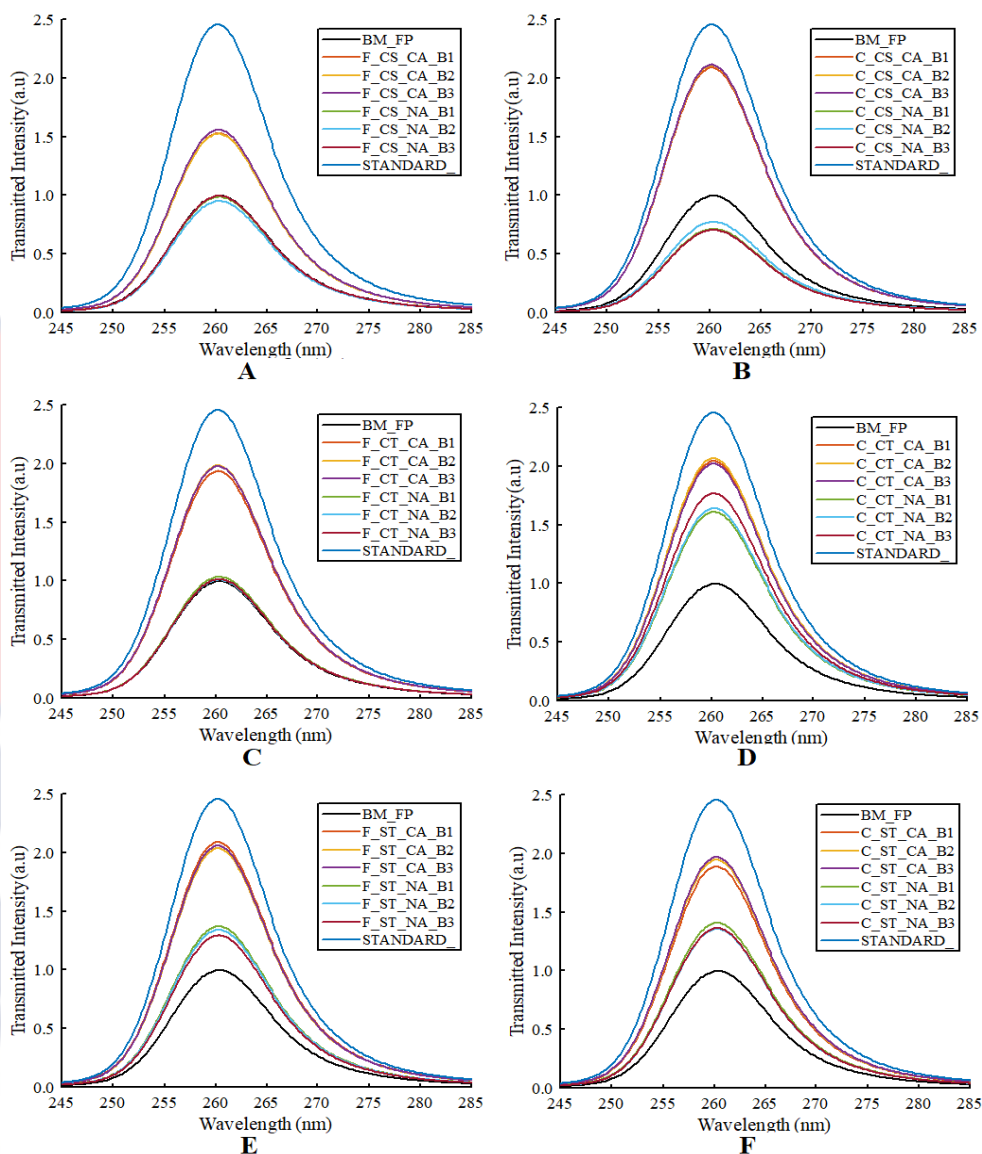 2.5
2.0
1.5
1.0
0.5
0.0
Transmitted Intensity (a.u)
BM_FP
F_CS_CA_B1
F_CS_CA_B2
F_CS_CA_B3
F_CS_NA_B1
F_CS_NA_B2
F_CS_NA_B3
STANDARD_
245 250 255 260 265 270 275 280 285
Wavelength (nm)
A
2.5
2.0
1.5
1.0
0.5
0.0
Transmitted Intensity (a.u)
BM_FP
C_CS_CA_B1
C_CS_CA_B2
C_CS_CA_B3
C_CS_NA_B1
C_CS_NA_B2
C_CS_NA_B3
STANDARD_
245 250 255 260 265 270 275 280 285
Wavelength (nm)
B
2.5
2.0
1.5
1.0
0.5
0.0
Transmitted Intensity (a.u)
BM_FP
F_CT_CA_B1
F_CT_CA_B2
F_CT_CA_B3
F_CT_NA_B1
F_CT_NA_B2
F_CT_NA_B3
STANDARD_
245 250 255 260 265 270 275 280 285
Wavelength (nm)
C
2.5
2.0
1.5
1.0
0.5
0.0
Transmitted Intensity (a.u)
BM_FP
C_CT_CA_B1
C_CT_CA_B2
C_CT_CA_B3
C_CT_NA_B1
C_CT_NA_B2
C_CT_NA_B3
STANDARD_
245 250 255 260 265 270 275 280 285
Wavelength (nm)
D
2.5
2.0
1.5
1.0
0.5
0.0
Transmitted Intensity (a.u)
BM_FP
F_ST_CA_B1
F_ST_CA_B2
F_ST_CA_B3
F_ST_NA_B1
F_ST_NA_B2
F_ST_NA_B3
STANDARD_
245 250 255 260 265 270 275 280 285
Wavelength (nm)
E
2.5
2.0
1.5
1.0
0.5
0.0
Transmitted Intensity (a.u)
BM_FP
C_ST_CA_B1
C_ST_CA_B2
C_ST_CA_B3
C_ST_NA_B1
C_ST_NA_B2
C_ST_NA_B3
STANDARD_
245 250 255 260 265 270 275 280 285
Wavelength (nm)
F